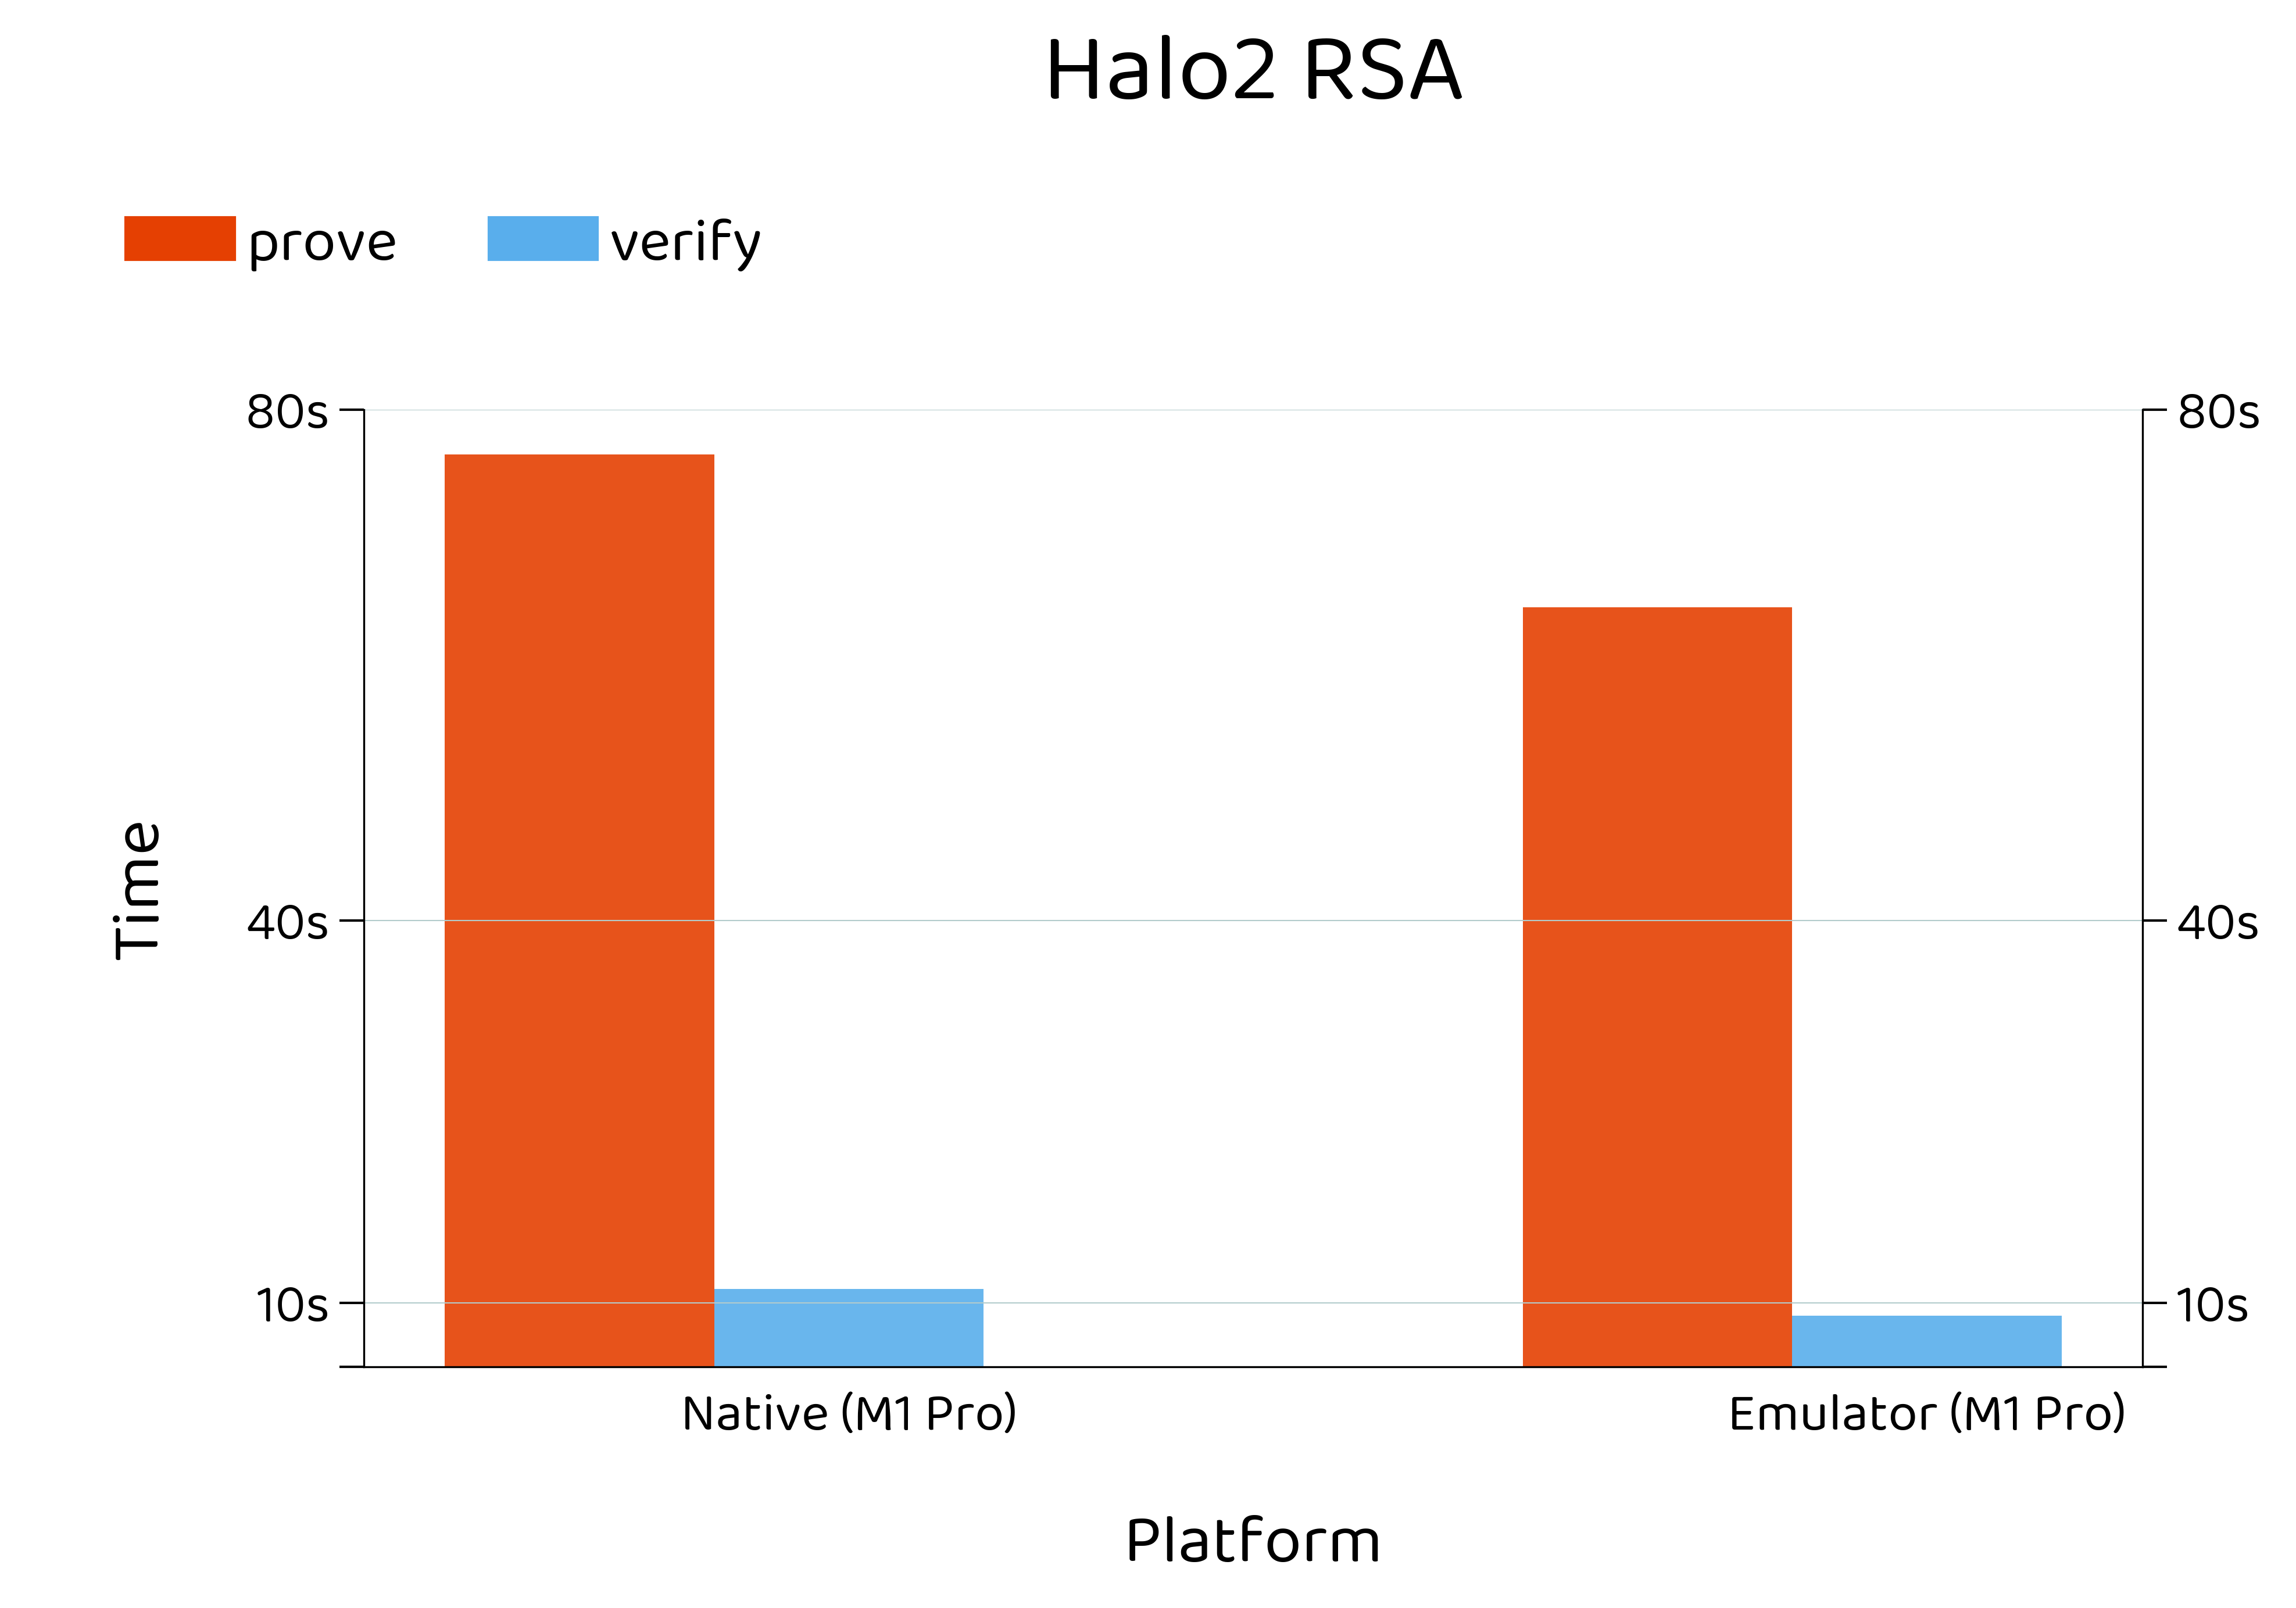 Halo2 RSA
prove
verify
80s
80s
Time
40s
40s
10s
10s
Native (M1 Pro)
Emulator (M1 Pro)
Platform